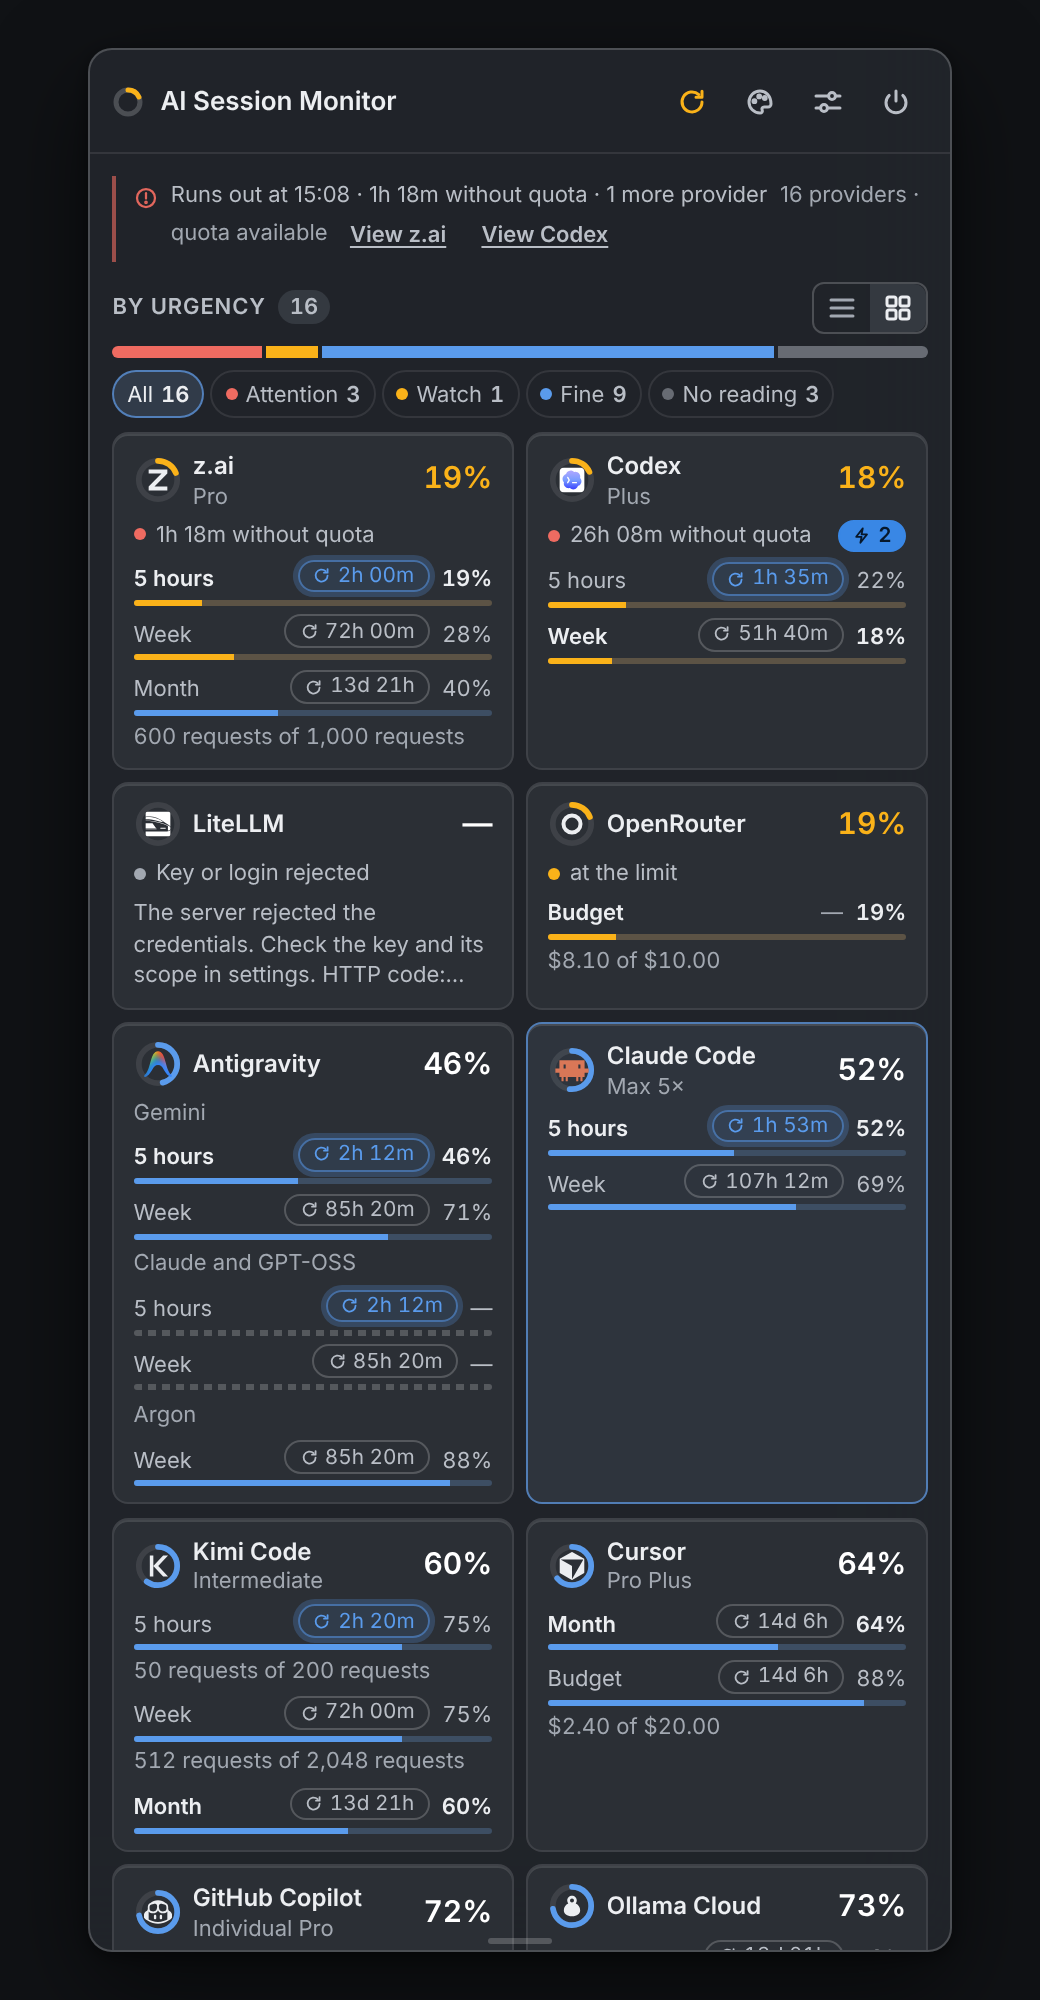 AI Session Monitor
Runs out at 15:08 · 1h 18m without quota · 1 more provider 16 providers ·
quota available View z.ai View Codex
BY URGENCY 16
All 16 Attention 3 Watch 1 Fine 9 No reading 3
z.ai
Pro
19%
1h 18m without quota
5 hours 2h 00m 19%
Week 72h 00m 28%
Month 13d 21h 40%
600 requests of 1,000 requests
Codex
Plus
18%
26h 08m without quota 2
5 hours 1h 35m 22%
Week 51h 40m 18%
LiteLLM —
Key or login rejected
The server rejected the
credentials. Check the key and its
scope in settings. HTTP code:...
OpenRouter 19%
at the limit
Budget — 19%
$8.10 of $10.00
Antigravity 46%
Gemini
5 hours 2h 12m 46%
Week 85h 20m 71%
Claude and GPT-OSS
5 hours 2h 12m —
Week 85h 20m —
Argon
Week 85h 20m 88%
Claude Code
Max 5×
52%
5 hours 1h 53m 52%
Week 107h 12m 69%
Kimi Code
Intermediate
60%
5 hours 2h 20m 75%
50 requests of 200 requests
Week 72h 00m 75%
512 requests of 2,048 requests
Month 13d 21h 60%
Cursor
Pro Plus
64%
Month 14d 6h 64%
Budget 14d 6h 88%
$2.40 of $20.00
GitHub Copilot
Individual Pro
72%
Ollama Cloud 73%